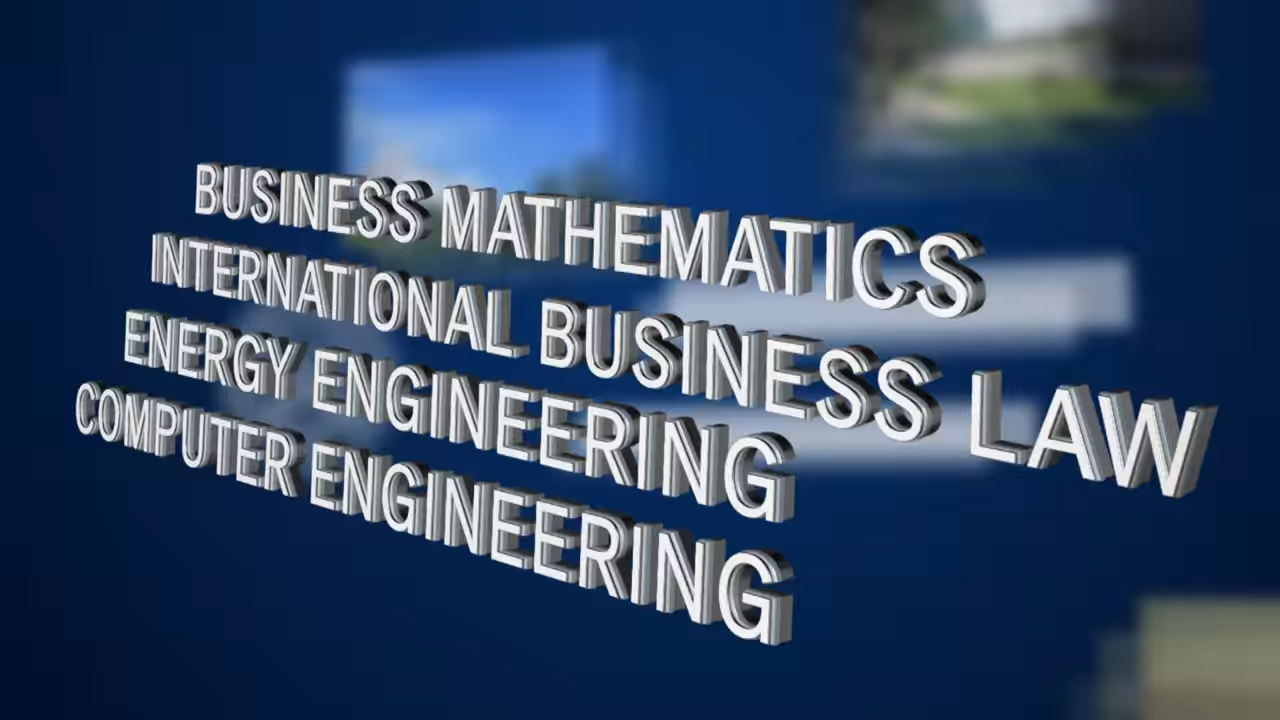 BUSINESS MATHEMATICS
INTERNATIONAL BUSINESS LAW
ENERGY ENGINEERING
COMPUTER ENGINEERING